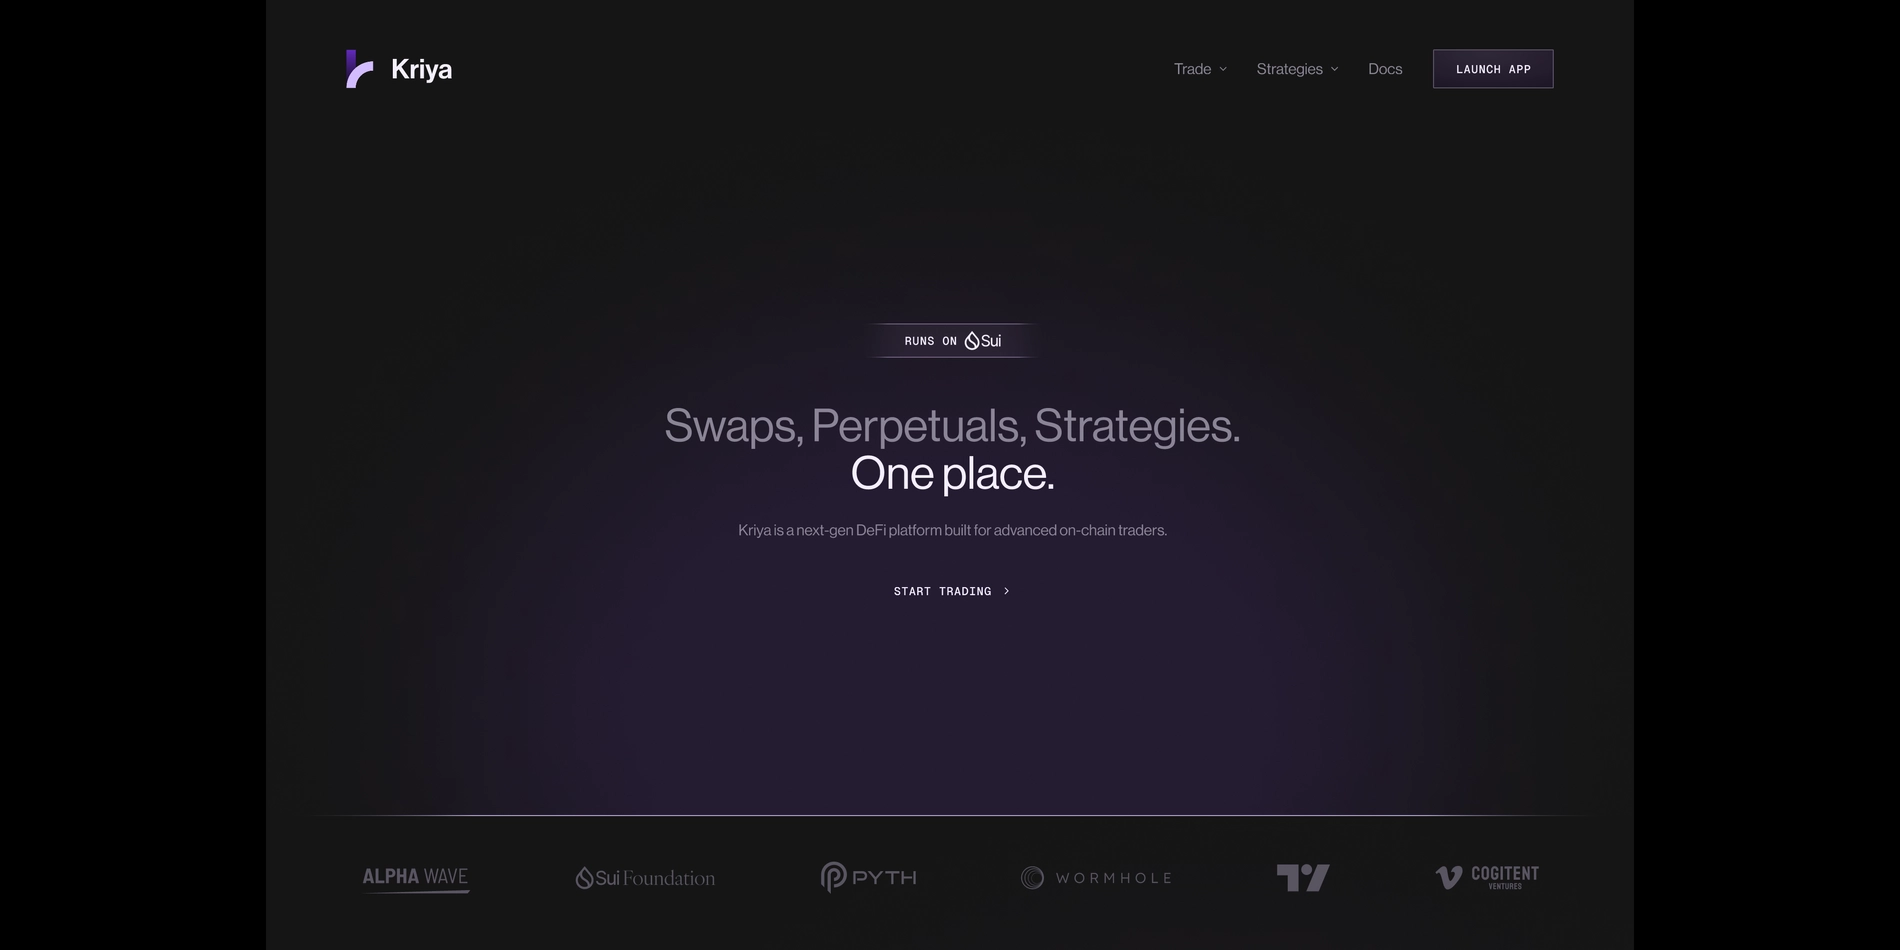 Kriya
Trade
Strategies
Docs
LAUNCH APP
RUNS ON Sui
Swaps, Perpetuals, Strategies.
One place.
Kriya is a next-gen DeFi platform built for advanced on-chain traders.
START TRADING
ALPHA WAVE
Sui Foundation
PYTH
WORMHOLE
COGITENT
VENTURES